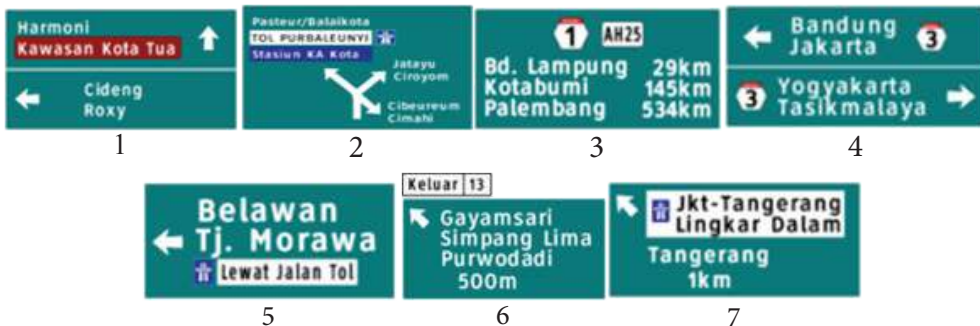 Harmoni
Kawasan Kota Tua
Cideng
Roxy
1
Pasteur/Balaikota
TOL PURBALEUNYI
Stasiun KA Kota
Jatayu
Ciroyom
Cibeureum
Cimahi
2
1 AH25
Bd. Lampung 29km
Kotabumi 145km
Palembang 534km
3
Bandung
Jakarta
3
3
Yogyakarta
Tasikmalaya
4
Belawan
Tj. Morawa
Lewat Jalan Tol
5
Keluar 13
Gayamsari
Simpang Lima
Purwodadi
500m
6
Jkt-Tangerang
Lingkar Dalam
Tangerang
1km
7